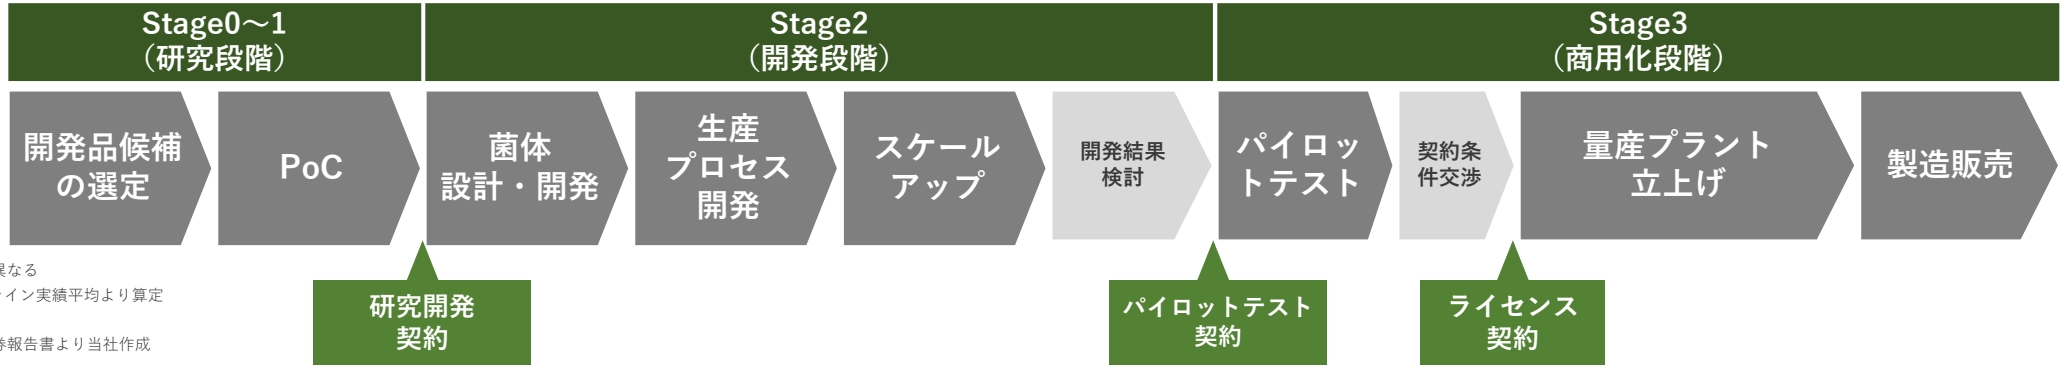 Stage0～1
（研究段階）
Stage2
（開発段階）
Stage3
（商用化段階）
開発品候補
の選定
PoC
菌体
設計・開発
生産
プロセス
開発
スケール
アップ
開発結果
検討
パイロッ
トテスト
契約条
件交渉
量産プラント
立上げ
製造販売
異なる
イン実績平均より算定
券報告書より当社作成
研究開発
契約
パイロットテスト
契約
ライセンス
契約